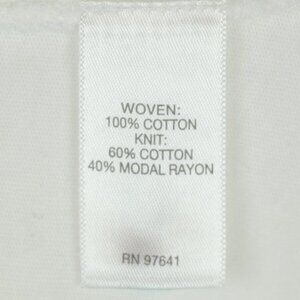 WOVEN:
100% COTTON
KNIT:
60% COTTON
40% MODAL RAYON
RN 97641